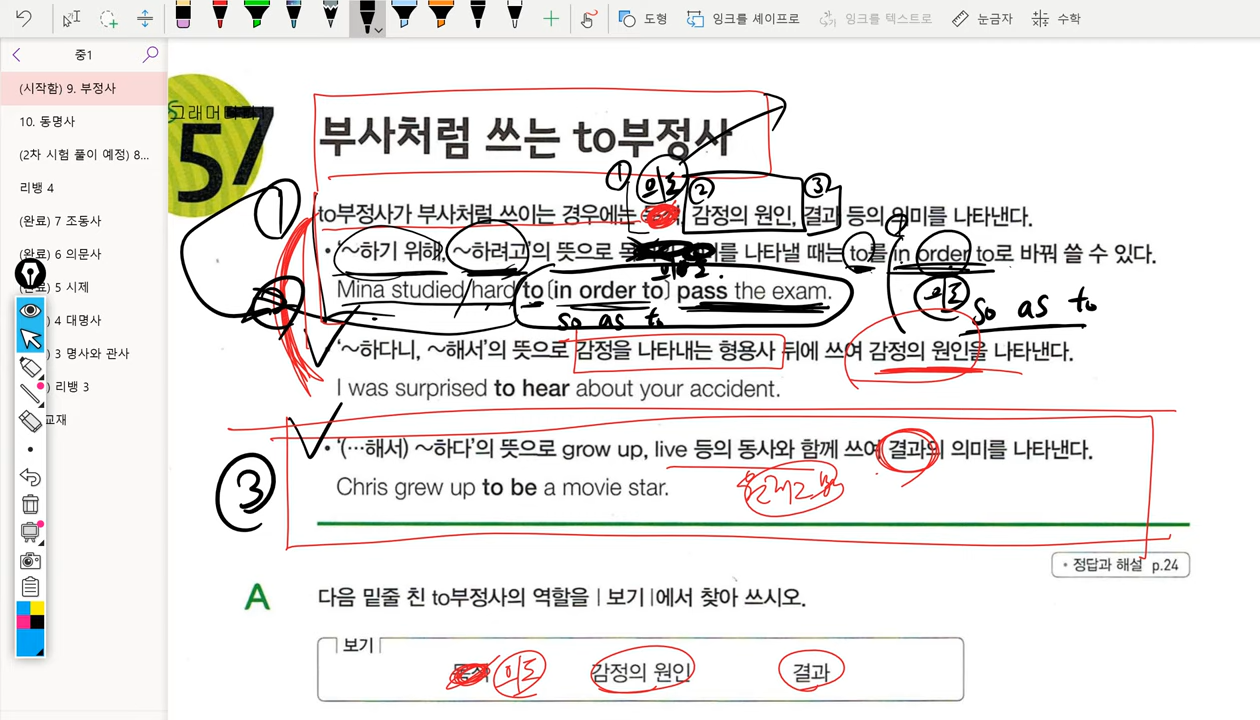 도형
잉크를 셰이프로
잉크를 텍스트로
눈금자
수학
중1
(시작함) 9. 부정사
10. 동명사
(2차 시험 풀이 예정) 8...
리뱅 4
(완료) 7 조동사
(완료) 6 의문사
5 시제
) 4 대명사
) 3 명사와 관사
) 리뱅 3
교재
57
부사처럼 쓰는 to부정사
① 의도 ② ③
① to부정사가 부사처럼 쓰이는 경우에는 감정의 원인, 결과 등의 의미를 나타낸다.
• '~하기 위해, ~하려고'의 뜻으로 를 나타낼 때는 to를 in order to로 바꿔 쓸 수 있다.
의도
Mina studied hard to (in order to) pass the exam.
so as to
의도 so as to
'~하다니, ~해서'의 뜻으로 감정을 나타내는 형용사 뒤에 쓰여 감정의 원인을 나타낸다.
I was surprised to hear about your accident.
• '(…해서) ~하다'의 뜻으로 grow up, live 등의 동사와 함께 쓰여 결과의 의미를 나타낸다.
③ Chris grew up to be a movie star.
• 정답과 해설 p.24
A 다음 밑줄 친 to부정사의 역할을 | 보기 |에서 찾아 쓰시오.
보기
의도 감정의 원인 결과